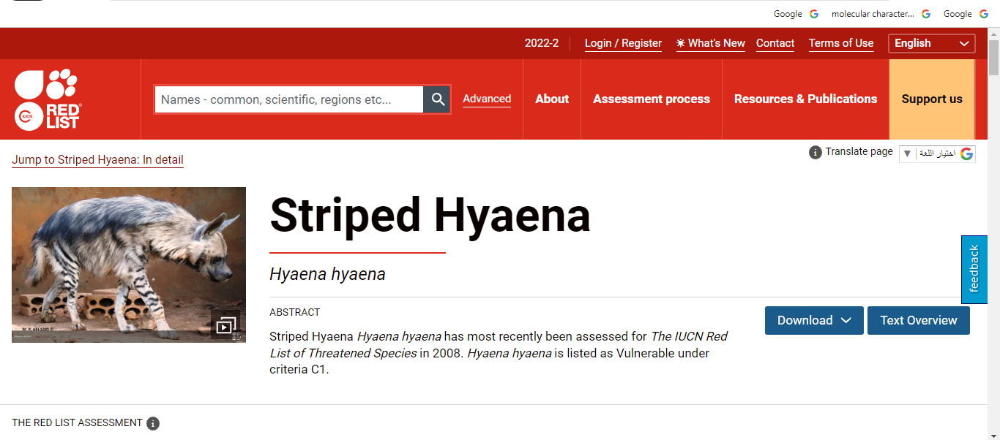 Google
molecular character...
Google
2022-2
Login / Register
What's New
Contact
Terms of Use
English
IUCN
RED
LIST
Names - common, scientific, regions etc...
Advanced
About
Assessment process
Resources & Publications
Support us
Jump to Striped Hyaena: In detail
Translate page
اختيار اللغة
Striped Hyaena
Hyaena hyaena
feedback
ABSTRACT
Download
Text Overview
Striped Hyaena Hyaena hyaena has most recently been assessed for The IUCN Red
List of Threatened Species in 2008. Hyaena hyaena is listed as Vulnerable under
criteria C1.
THE RED LIST ASSESSMENT